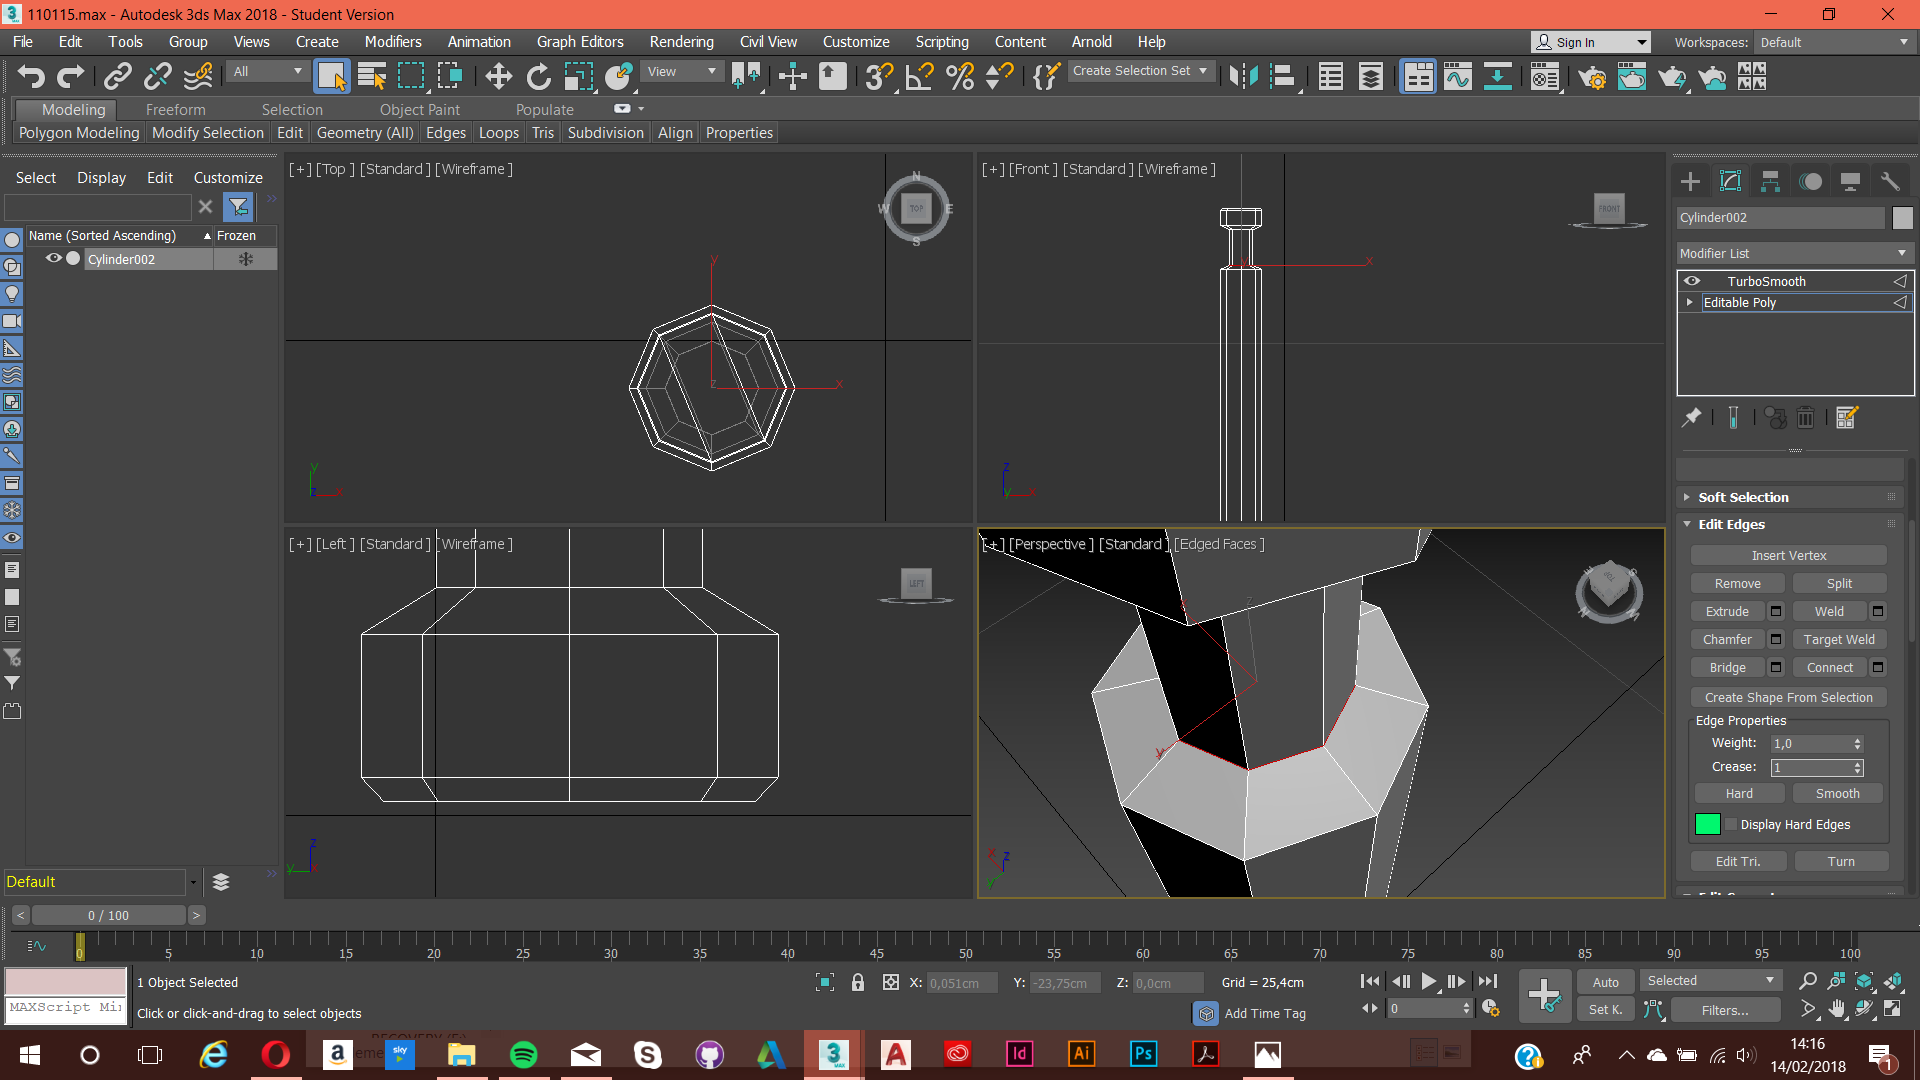 110115.max - Autodesk 3ds Max 2018 - Student Version
File Edit Tools Group Views Create Modifiers Animation Graph Editors Rendering Civil View Customize Scripting Content Arnold Help
Sign In Workspaces: Default
All View Create Selection Set
Modeling Freeform Selection Object Paint Populate
Polygon Modeling Modify Selection Edit Geometry (All) Edges Loops Tris Subdivision Align Properties
Select Display Edit Customize
Name (Sorted Ascending) Frozen
Cylinder002
[+] [Top ] [Standard ] [Wireframe ]
N
W TOP E
S
y
z x
y
z x
[+] [Front ] [Standard ] [Wireframe ]
FRONT
x
z
y x
[+] [Left ] [Standard ] [Wireframe ]
LEFT
z
y x
[+] [Perspective ] [Standard ] [Edged Faces ]
z
y
x z
y
Cylinder002
Modifier List
TurboSmooth
Editable Poly
Soft Selection
Edit Edges
Insert Vertex
Remove Split
Extrude Weld
Chamfer Target Weld
Bridge Connect
Create Shape From Selection
Edge Properties
Weight: 1,0
Crease: 1
Hard Smooth
Display Hard Edges
Edit Tri. Turn
Default
< 0 / 100 >
0 5 10 15 20 25 30 35 40 45 50 55 60 65 70 75 80 85 90 95 100
1 Object Selected
X: 0,051cm Y: -23,75cm Z: 0,0cm Grid = 25,4cm
Auto Selected
MAXScript Mi
Click or click-and-drag to select objects
Add Time Tag
0
Set K. Filters...
14:16
14/02/2018
1